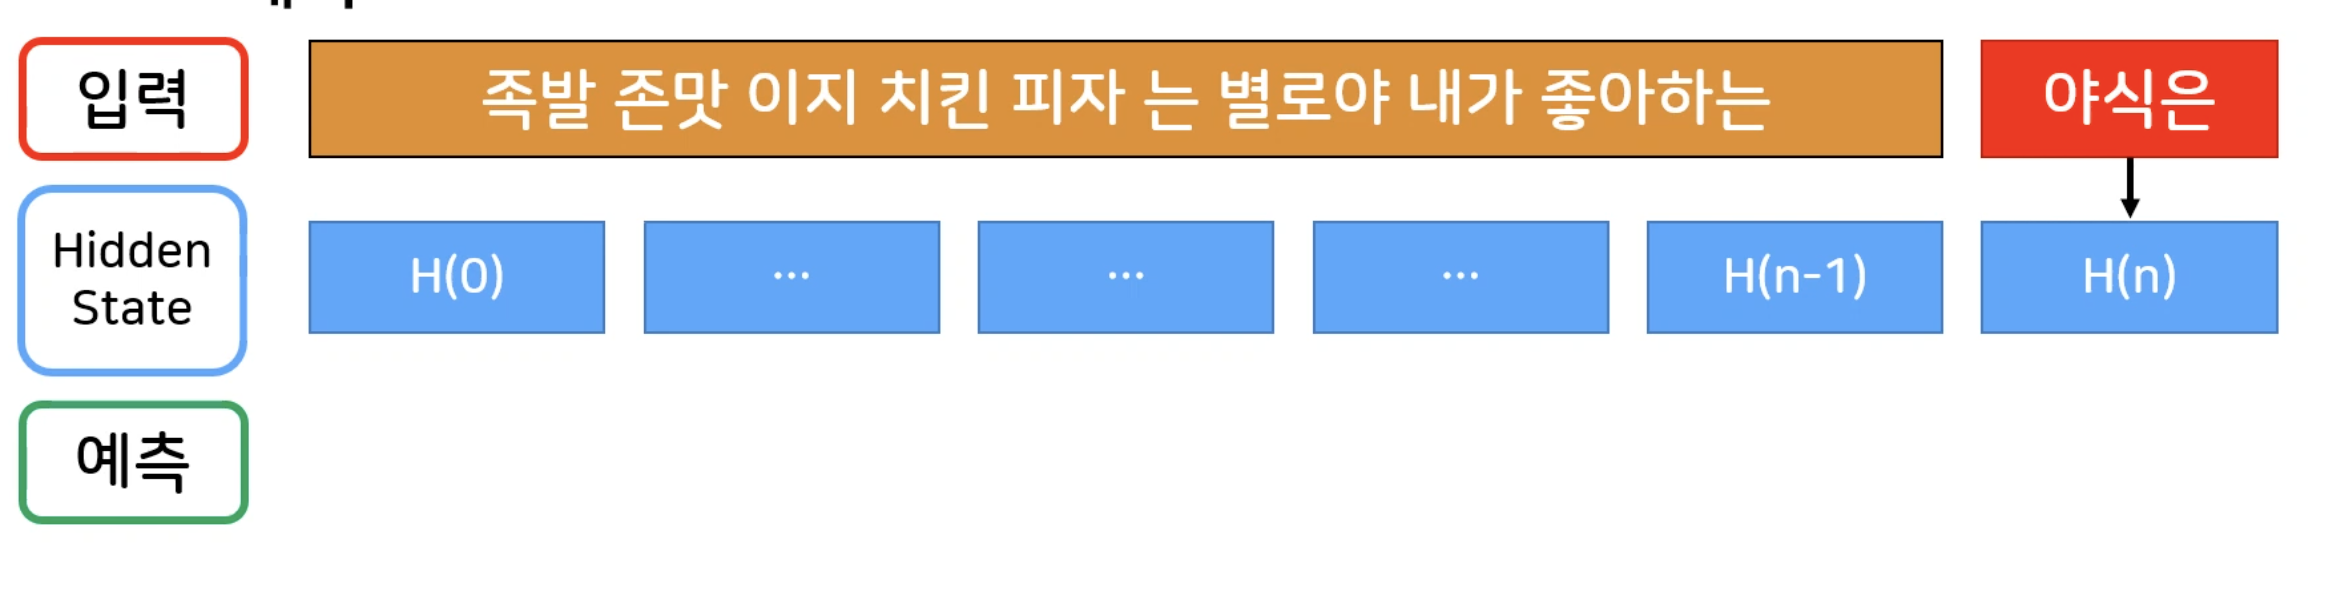 입력
족발 존맛 이지 치킨 피자 는 별로야 내가 좋아하는
야식은
Hidden
State
H(0)
...
...
...
H(n-1)
H(n)
예측